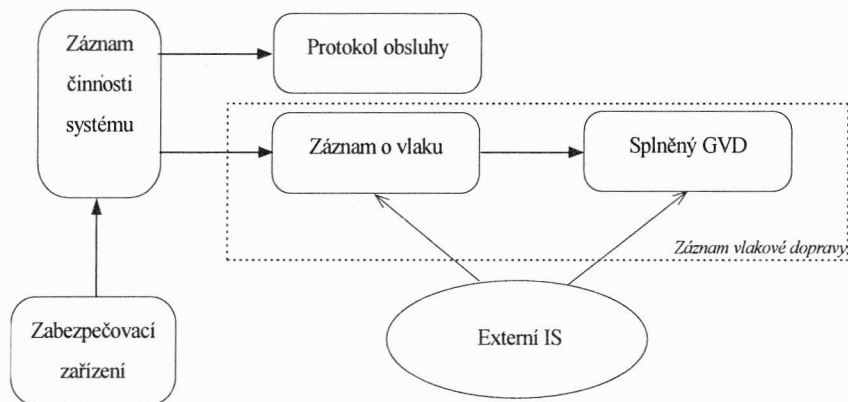 Záznam
činnosti
systému
Protokol obsluhy
Záznam o vlaku
Splněný GVD
Záznam vlakové dopravy
Zabezpečovací
zařízení
Externí IS